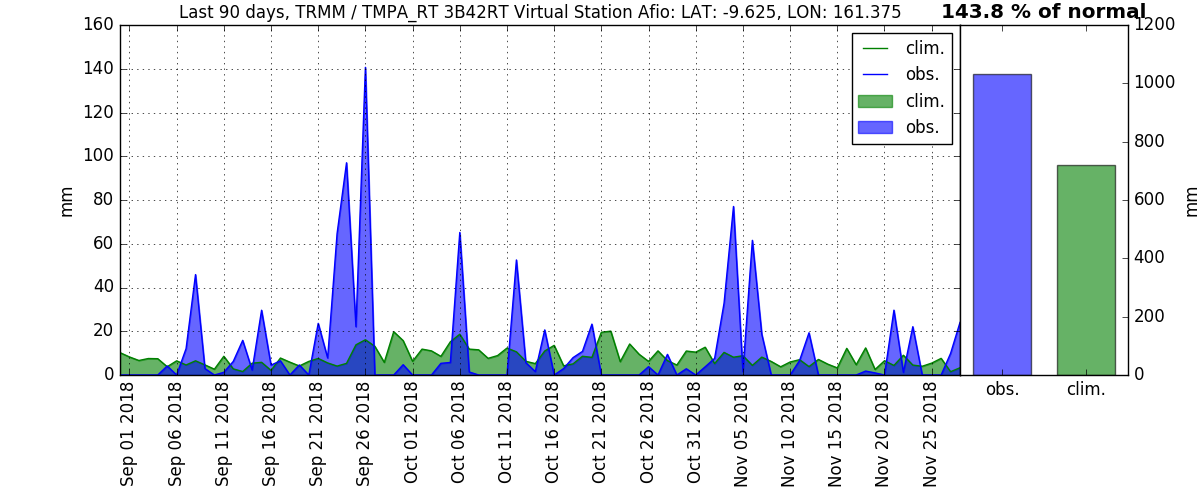 Last 90 days, TRMM / TMPA_RT 3B42RT Virtual Station Afio: LAT: -9.625, LON: 161.375
143.8 % of normal
160
140
120
100
80
60
40
20
0
mm
clim.
obs.
clim.
obs.
Sep 01 2018
Sep 06 2018
Sep 11 2018
Sep 16 2018
Sep 21 2018
Sep 26 2018
Oct 01 2018
Oct 06 2018
Oct 11 2018
Oct 16 2018
Oct 21 2018
Oct 26 2018
Oct 31 2018
Nov 05 2018
Nov 10 2018
Nov 15 2018
Nov 20 2018
Nov 25 2018
1200
1000
800
600
400
200
0
mm
obs.
clim.